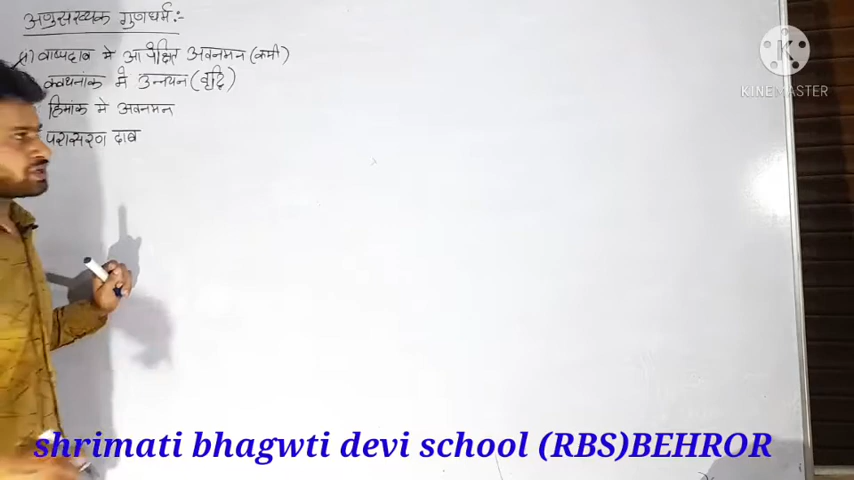 अणुसंख्यक गुणधर्म:-
(1) वाष्पदाब मे आपेक्षित अवनमन (कमी)
क्वथनांक में उन्नयन (वृद्धि)
हिमांक मे अवनमन
परासरण दाब
KINEMASTER
shrimati bhagwti devi school (RBS)BEHROR